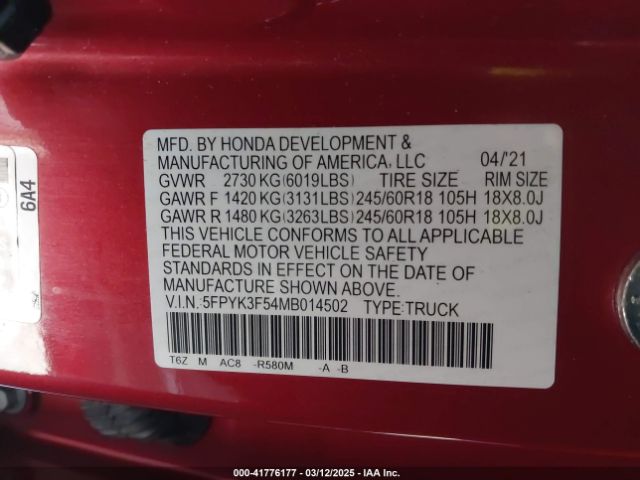 MFD. BY HONDA DEVELOPMENT &
MANUFACTURING OF AMERICA, LLC 04/'21
GVWR 2730 KG(6019LBS) TIRE SIZE RIM SIZE
GAWR F 1420 KG(3131LBS)245/60R18 105H 18X8.0J
GAWR R 1480 KG(3263LBS)245/60R18 105H 18X8.0J
THIS VEHICLE CONFORMS TO ALL APPLICABLE
FEDERAL MOTOR VEHICLE SAFETY
STANDARDS IN EFFECT ON THE DATE OF
MANUFACTURE SHOWN ABOVE.
V.I.N.:5FPYK3F54MB014502 TYPE:TRUCK
T6Z M AC8 -R580M -A -B
6A4
000-41776177 - 03/12/2025 - IAA Inc.